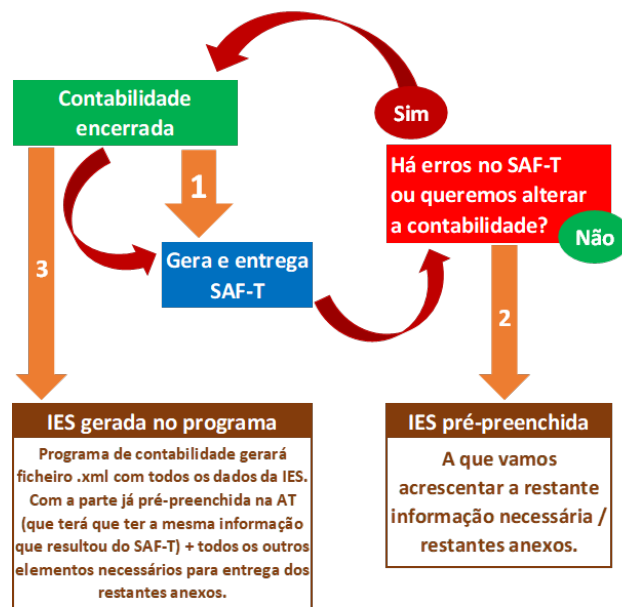 Contabilidade
encerrada
Sim
Há erros no SAF-T
ou queremos alterar
a contabilidade?
Não
1
Gera e entrega
SAF-T
3
2
IES gerada no programa
Programa de contabilidade gerará
ficheiro .xml com todos os dados da IES.
Com a parte já pré-preenchida na AT
(que terá que ter a mesma informação
que resultou do SAF-T) + todos os outros
elementos necessários para entrega dos
restantes anexos.
IES pré-preenchida
A que vamos
acrescentar a restante
informação necessária /
restantes anexos.